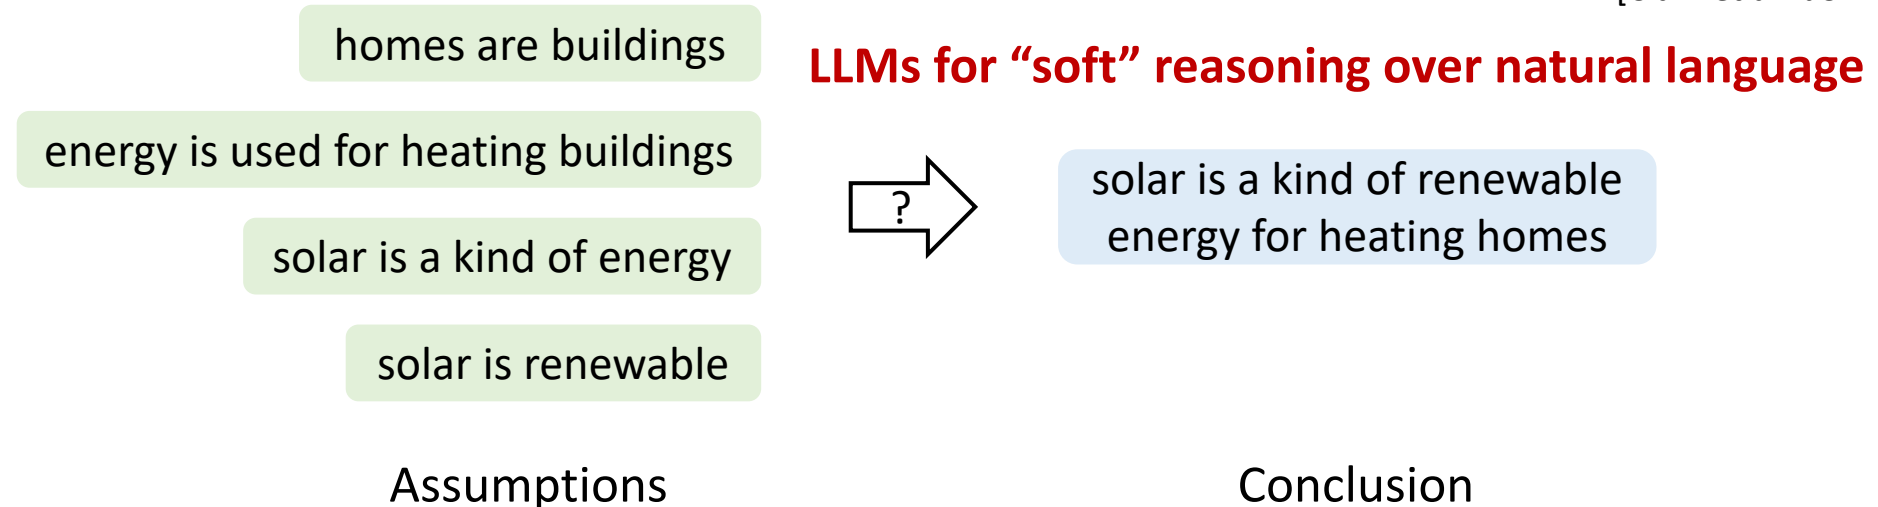 homes are buildings
LLMs for “soft” reasoning over natural language
energy is used for heating buildings
?
solar is a kind of renewable
energy for heating homes
solar is a kind of energy
solar is renewable
Assumptions
Conclusion